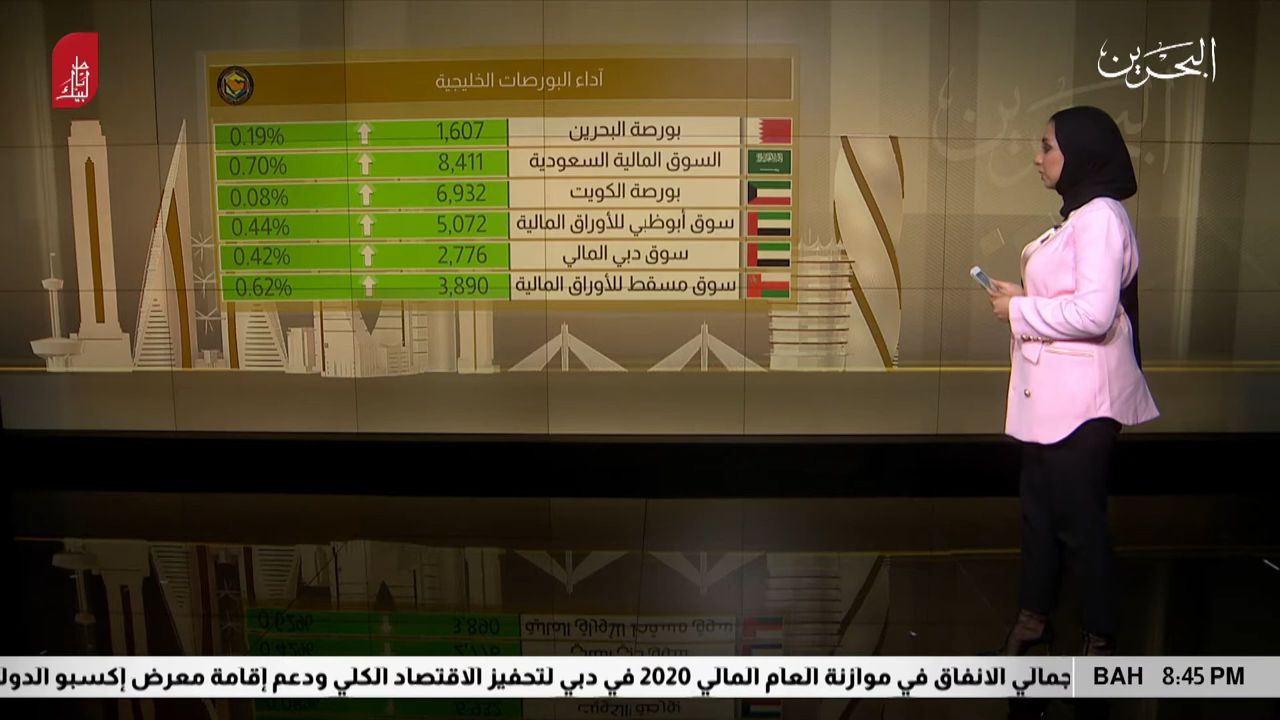 البحرين
آداء البورصات الخليجية
بورصة البحرين 1,607 0.19%
السوق المالية السعودية 8,411 0.70%
بورصة الكويت 6,932 0.08%
سوق أبوظبي للأوراق المالية 5,072 0.44%
سوق دبي المالي 2,776 0.42%
سوق مسقط للأوراق المالية 3,890 0.62%
BAH 8:45 PM
جمالي الانفاق في موازنة العام المالي 2020 في دبي لتحفيز الاقتصاد الكلي ودعم إقامة معرض إكسبو الدول